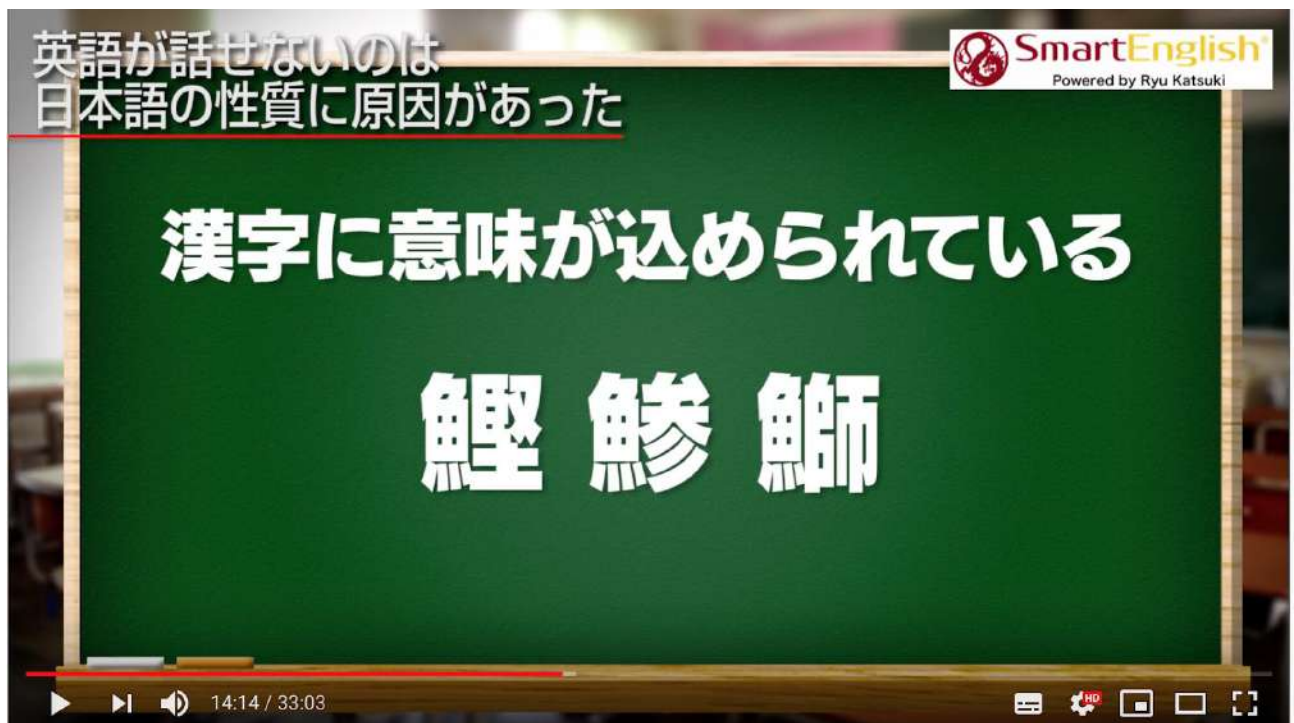 英語が話せないのは
日本語の性質に原因があった
SmartEnglish
Powered by Ryu Katsuki
漢字に意味が込められている
鰹 鯵 鰤
14:14 / 33:03
HD